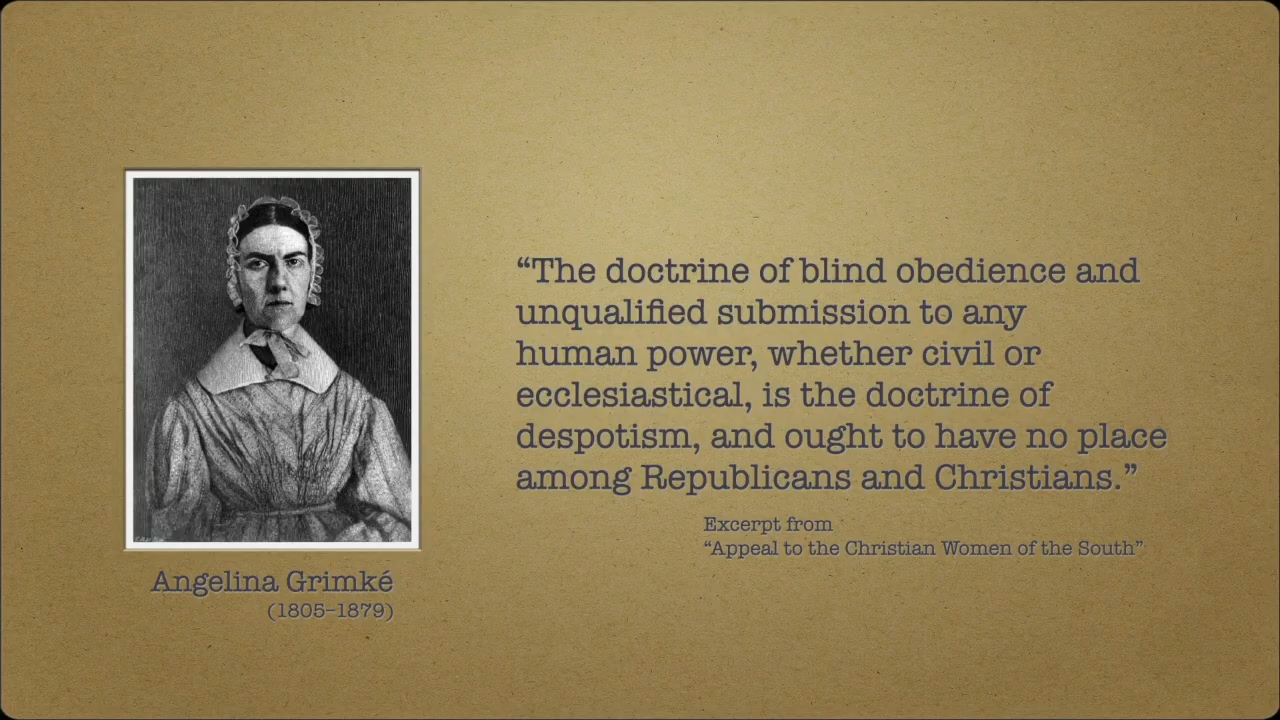 “The doctrine of blind obedience and
unqualified submission to any
human power, whether civil or
ecclesiastical, is the doctrine of
despotism, and ought to have no place
among Republicans and Christians.”
Excerpt from
“Appeal to the Christian Women of the South”
Angelina Grimké
(1805–1879)